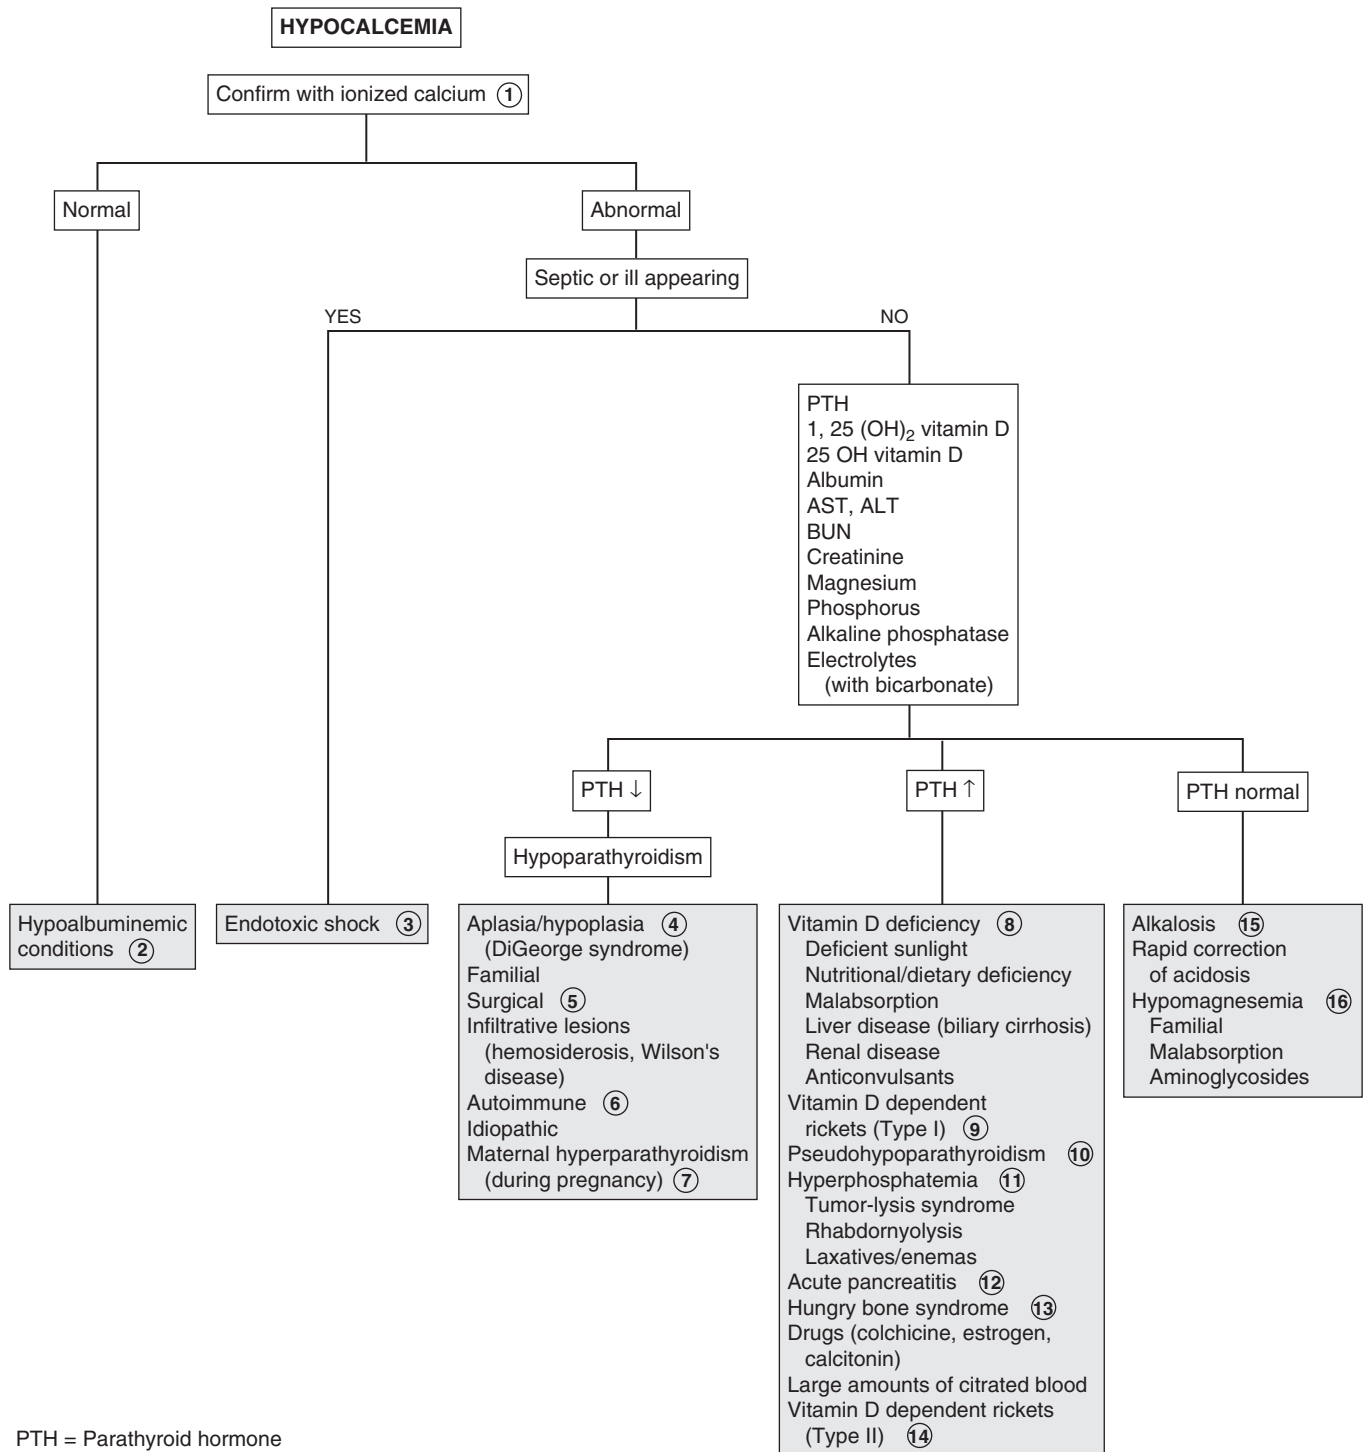 HYPOCALCEMIA
Confirm with ionized calcium 1
Normal
Abnormal
Septic or ill appearing
YES
NO
PTH
1, 25 (OH)₂ vitamin D
25 OH vitamin D
Albumin
AST, ALT
BUN
Creatinine
Magnesium
Phosphorus
Alkaline phosphatase
Electrolytes
(with bicarbonate)
PTH ↓
PTH ↑
PTH normal
Hypoparathyroidism
Hypoalbuminemic
conditions 2
Endotoxic shock 3
Aplasia/hypoplasia 4
(DiGeorge syndrome)
Familial
Surgical 5
Infiltrative lesions
(hemosiderosis, Wilson's
disease)
Autoimmune 6
Idiopathic
Maternal hyperparathyroidism
(during pregnancy) 7
Vitamin D deficiency 8
Deficient sunlight
Nutritional/dietary deficiency
Malabsorption
Liver disease (biliary cirrhosis)
Renal disease
Anticonvulsants
Vitamin D dependent
rickets (Type I) 9
Pseudohypoparathyroidism 10
Hyperphosphatemia 11
Tumor-lysis syndrome
Rhabdornyolysis
Laxatives/enemas
Acute pancreatitis 12
Hungry bone syndrome 13
Drugs (colchicine, estrogen,
calcitonin)
Large amounts of citrated blood
Vitamin D dependent rickets
(Type II) 14
Alkalosis 15
Rapid correction
of acidosis
Hypomagnesemia 16
Familial
Malabsorption
Aminoglycosides
PTH = Parathyroid hormone